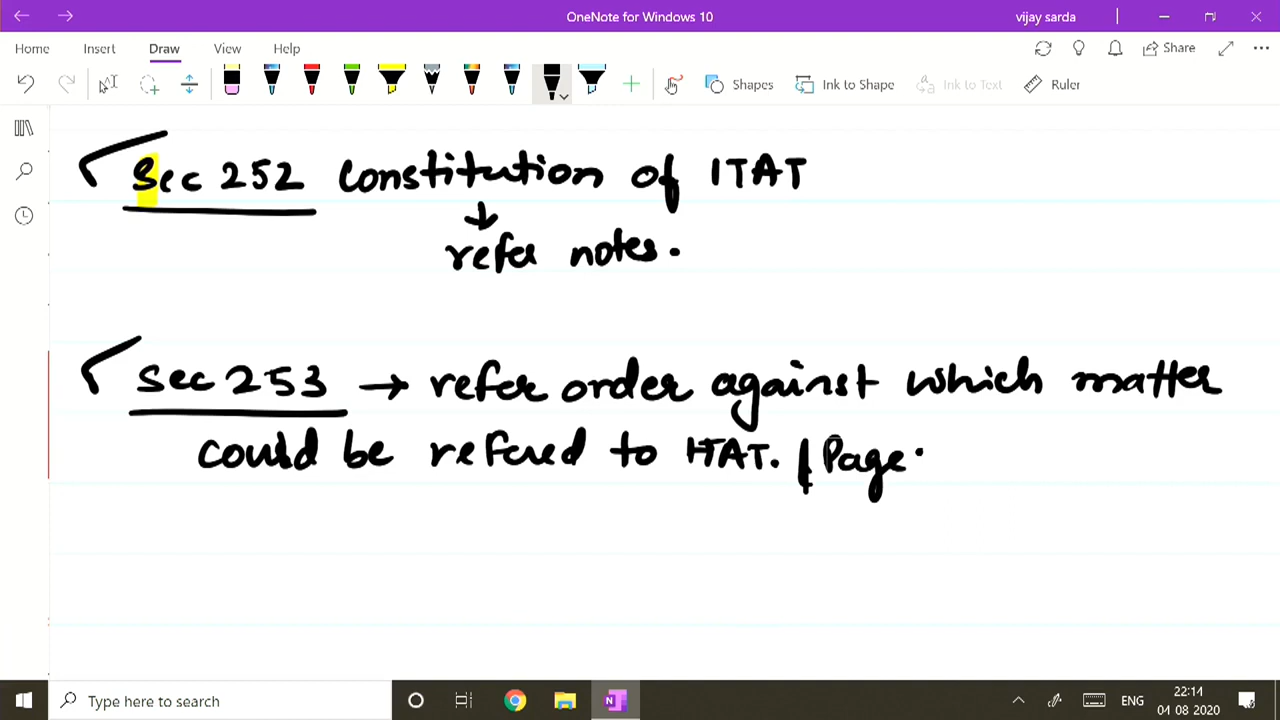 OneNote for Windows 10
vijay sarda
Home Insert Draw View Help
Share
Shapes Ink to Shape Ink to Text Ruler
Sec 252 Constitution of ITAT
refer notes.
Sec 253 → refer order against which matter
could be refered to ITAT. | Page.
Type here to search
ENG
22:14
04-08-2020